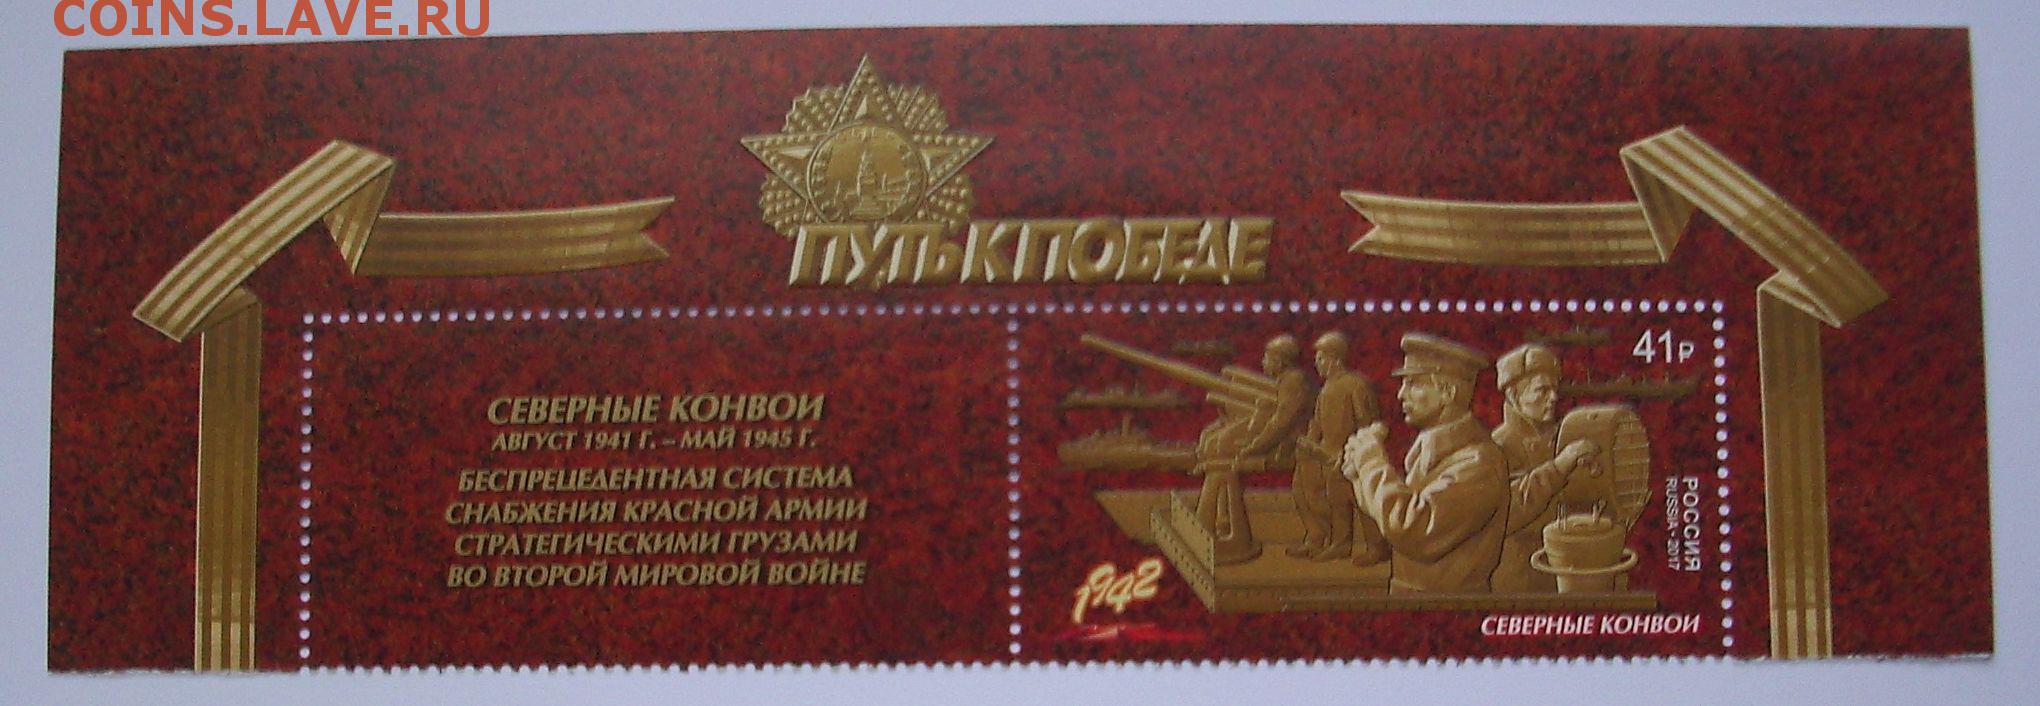 COINS.LAVE.RU
ПУТЬ К ПОБЕДЕ
СЕВЕРНЫЕ КОНВОИ
АВГУСТ 1941 Г. – МАЙ 1945 Г.
БЕСПРЕЦЕДЕНТНАЯ СИСТЕМА
СНАБЖЕНИЯ КРАСНОЙ АРМИИ
СТРАТЕГИЧЕСКИМИ ГРУЗАМИ
ВО ВТОРОЙ МИРОВОЙ ВОЙНЕ
41₽
РОССИЯ
RUSSIA • 2017
1942
СЕВЕРНЫЕ КОНВОИ